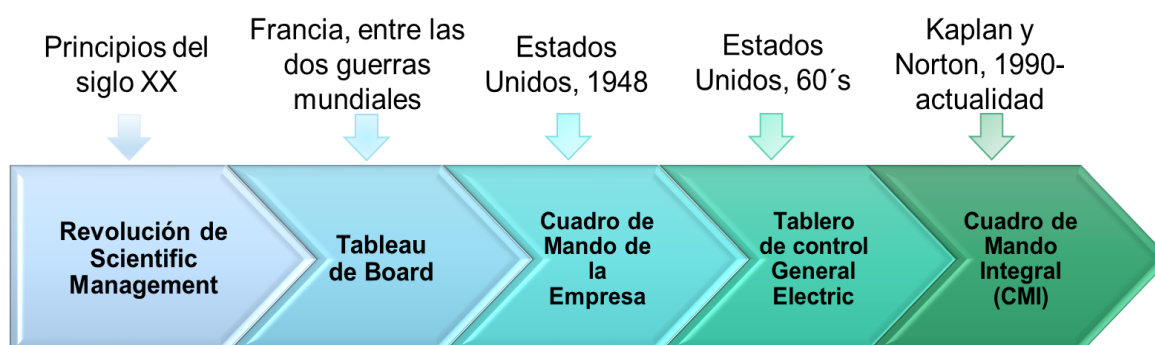 Principios del
siglo XX
Francia, entre las
dos guerras
mundiales
Estados
Unidos, 1948
Estados
Unidos, 60´s
Kaplan y
Norton, 1990-
actualidad
Revolución de
Scientific
Management
Tableau
de Board
Cuadro de
Mando de
la
Empresa
Tablero
de control
General
Electric
Cuadro de
Mando
Integral
(CMI)